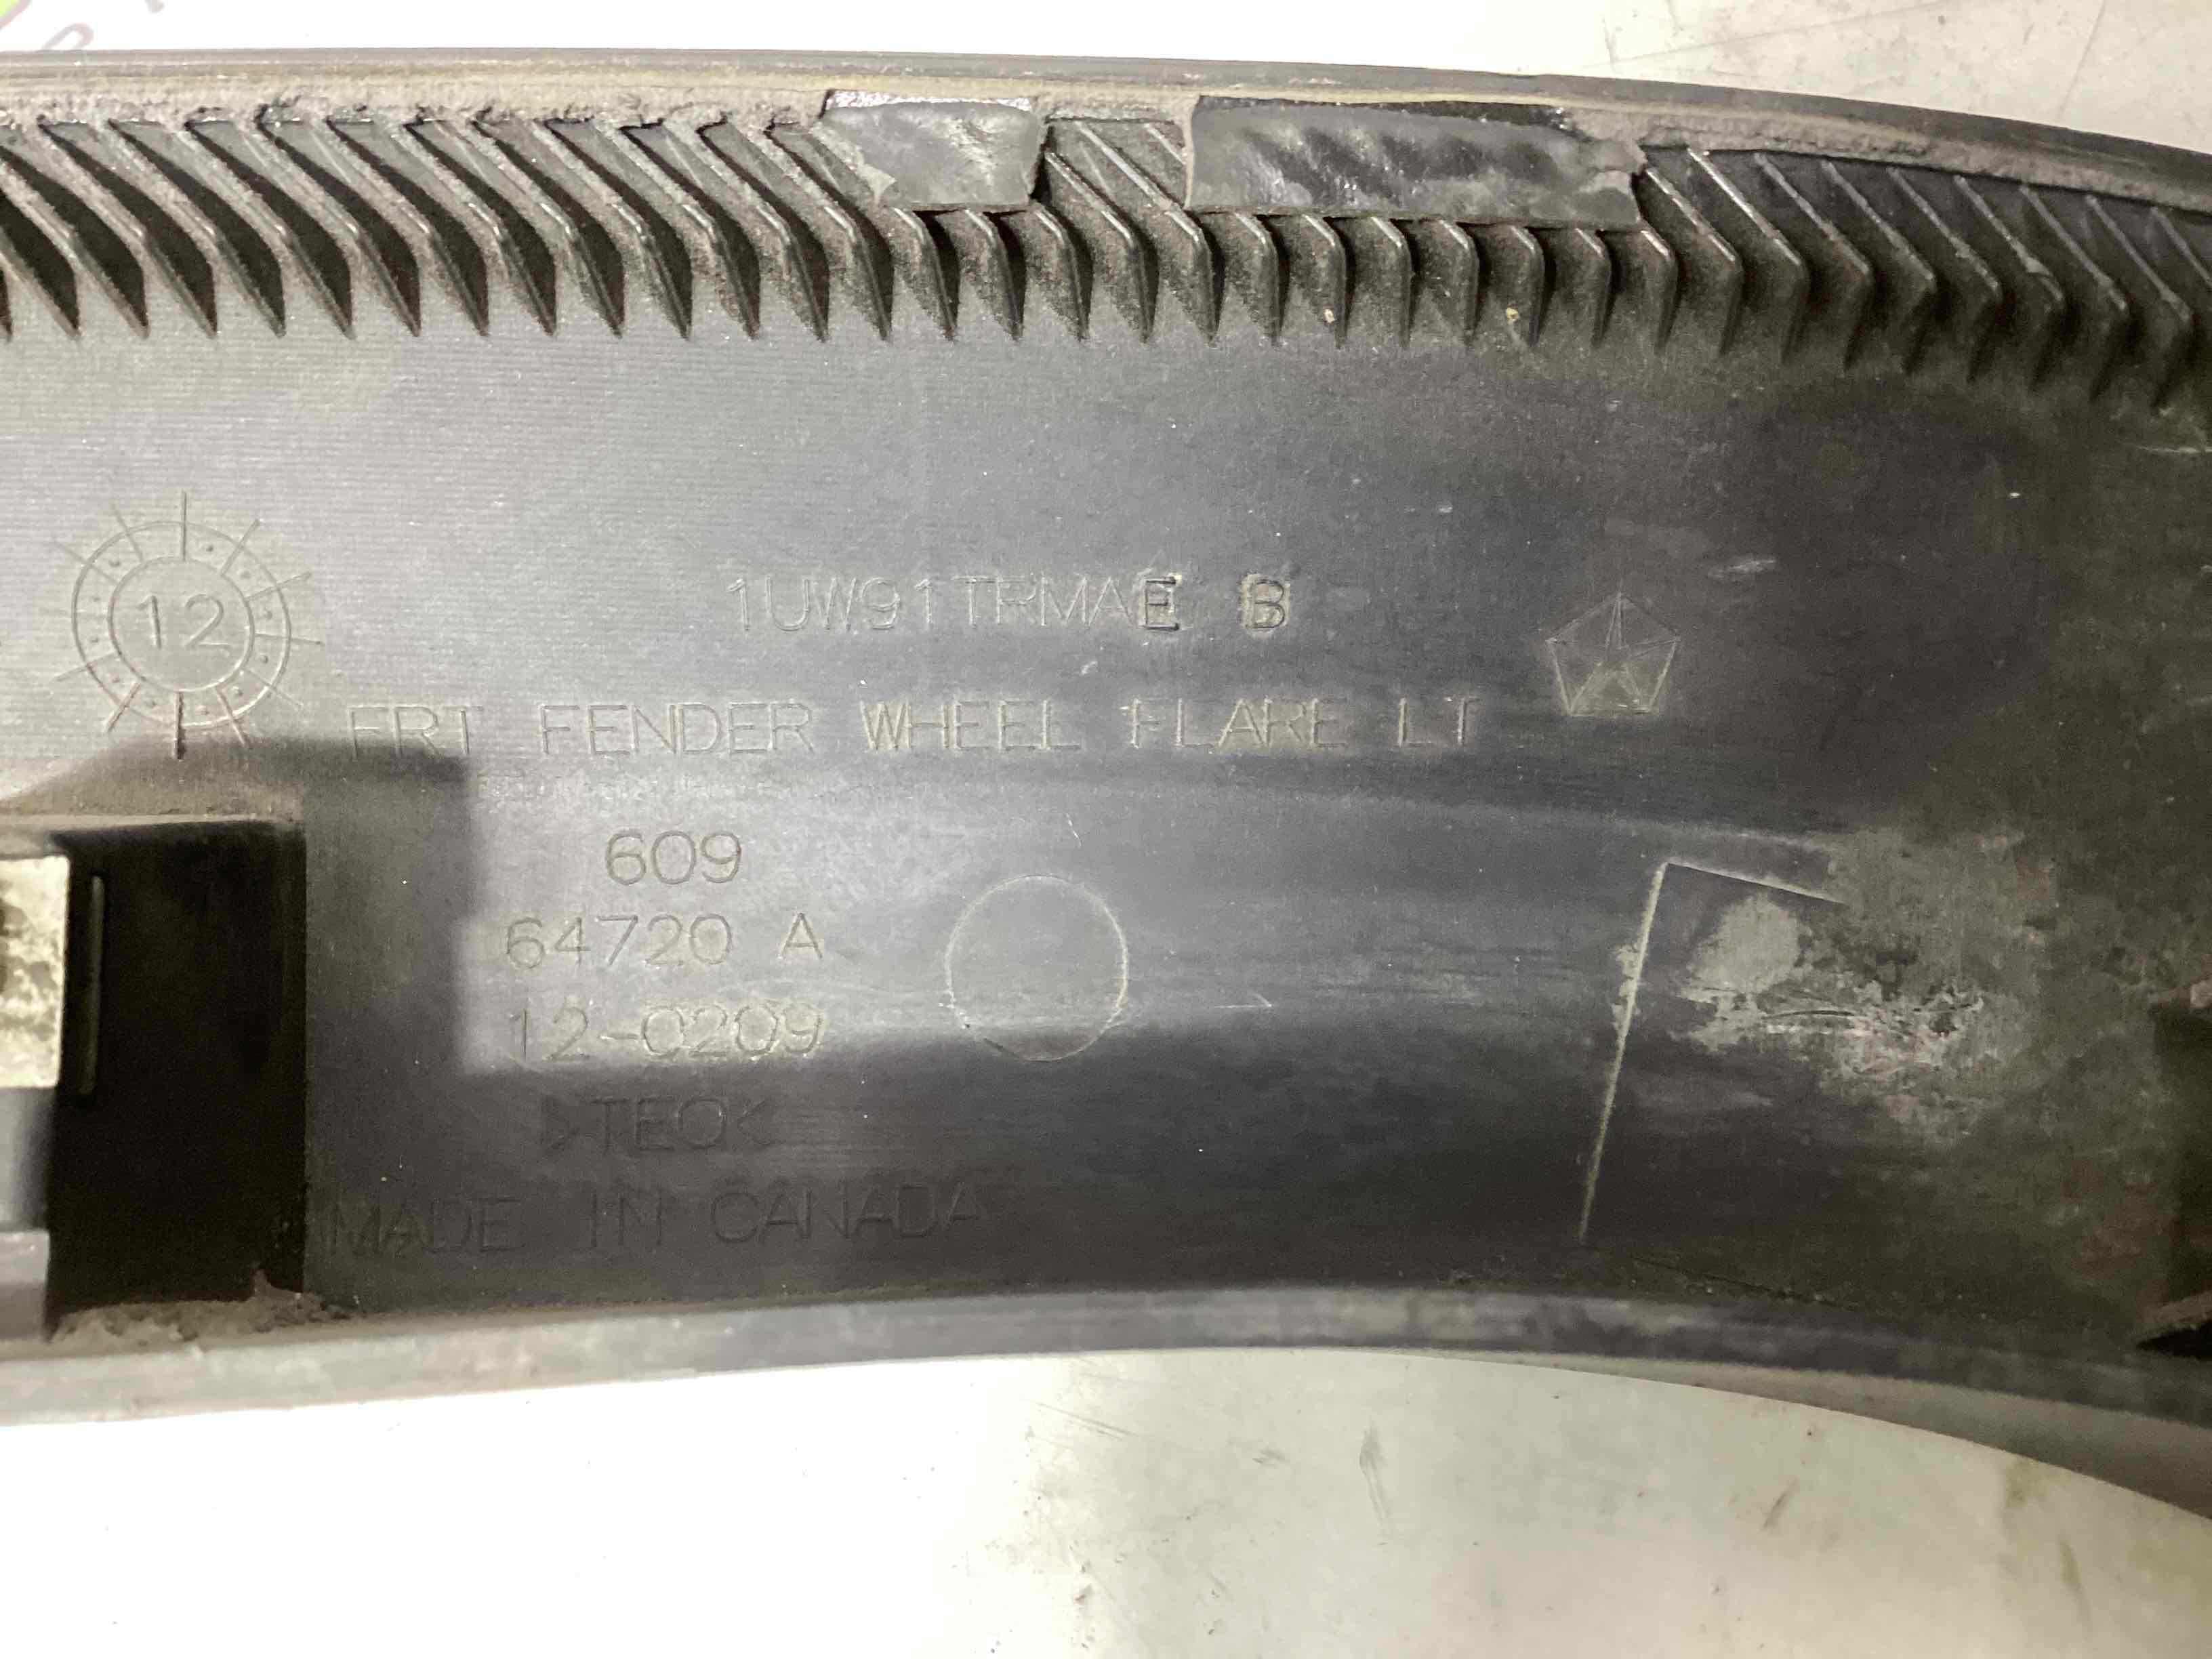 12
1UW91TRMAE B
FRT FENDER WHEEL FLARE LT
609
64720 A
12-0209
>TEO<
MADE IN CANADA